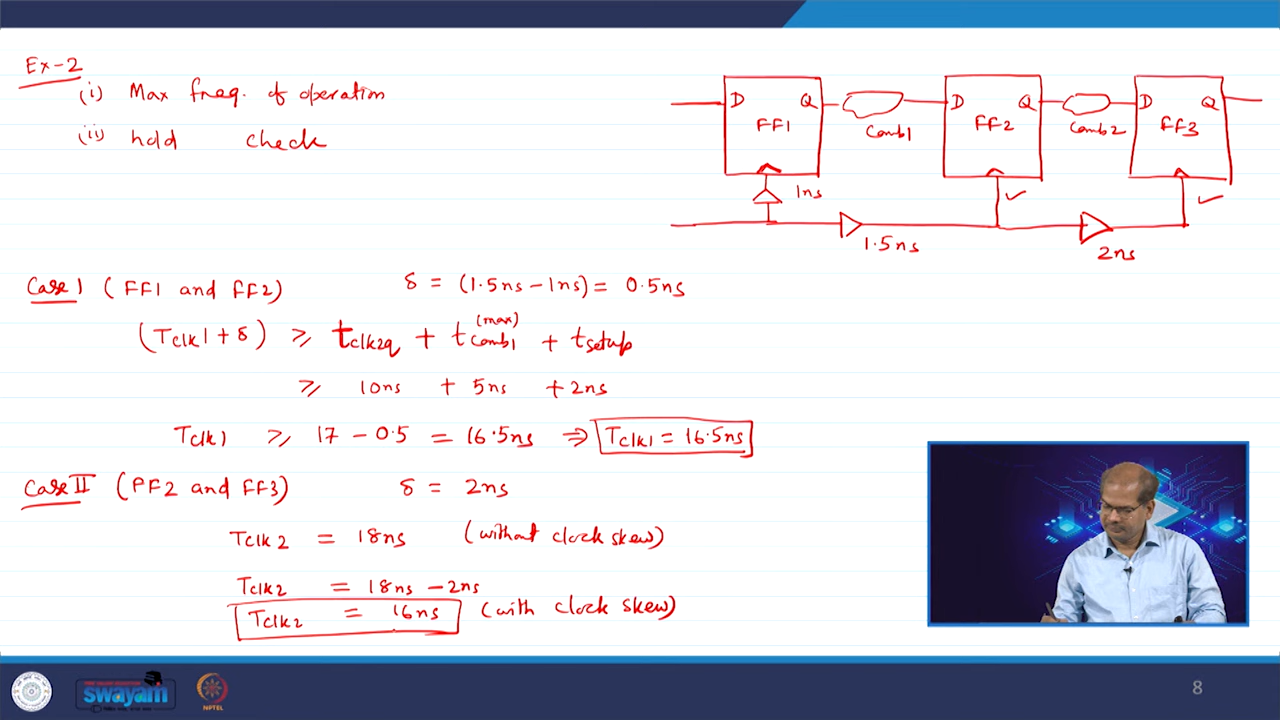 Ex-2
(i) Max freq. of operation
(ii) hold check
D Q
FF1
Comb1
D Q
FF2
Comb2
D Q
FF3
1ns
1.5ns
2ns
Case I (FF1 and FF2) δ = (1.5ns - 1ns) = 0.5ns
(Tclk1 + δ) ≥ tclk2q + tcomb1 (max) + tsetup
≥ 10ns + 5ns + 2ns
Tclk1 ≥ 17 - 0.5 = 16.5ns ⇒ Tclk1 = 16.5ns
Case II (FF2 and FF3) δ = 2ns
Tclk2 = 18ns (without clock skew)
Tclk2 = 18ns - 2ns
Tclk2 = 16ns (with clock skew)
swayam
NPTEL
8